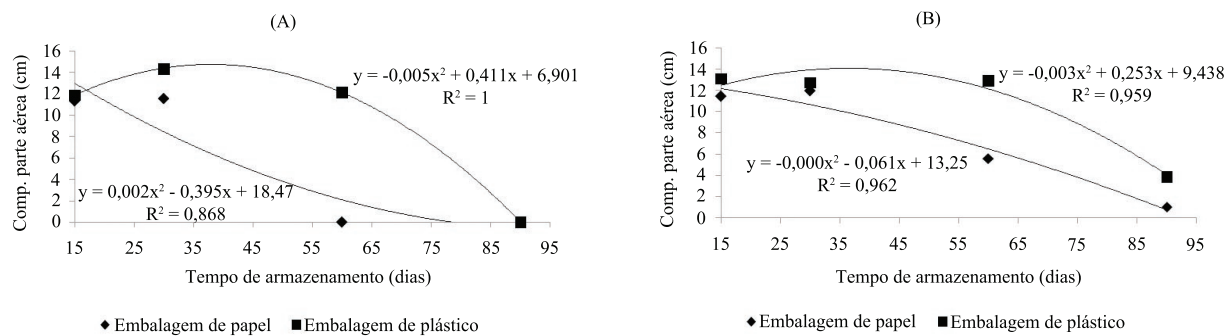 (A)
Comp. parte aérea (cm)
16
14
12
10
8
6
4
2
0
y = -0,005x² + 0,411x + 6,901
R² = 1
y = 0,002x² - 0,395x + 18,47
R² = 0,868
15 25 35 45 55 65 75 85 95
Tempo de armazenamento (dias)
Embalagem de papel Embalagem de plástico
(B)
Comp. parte aérea (cm)
16
14
12
10
8
6
4
2
0
y = -0,003x² + 0,253x + 9,438
R² = 0,959
y = -0,000x² - 0,061x + 13,25
R² = 0,962
15 25 35 45 55 65 75 85 95
Tempo de armazenamento (dias)
Embalagem de papel Embalagem de plástico